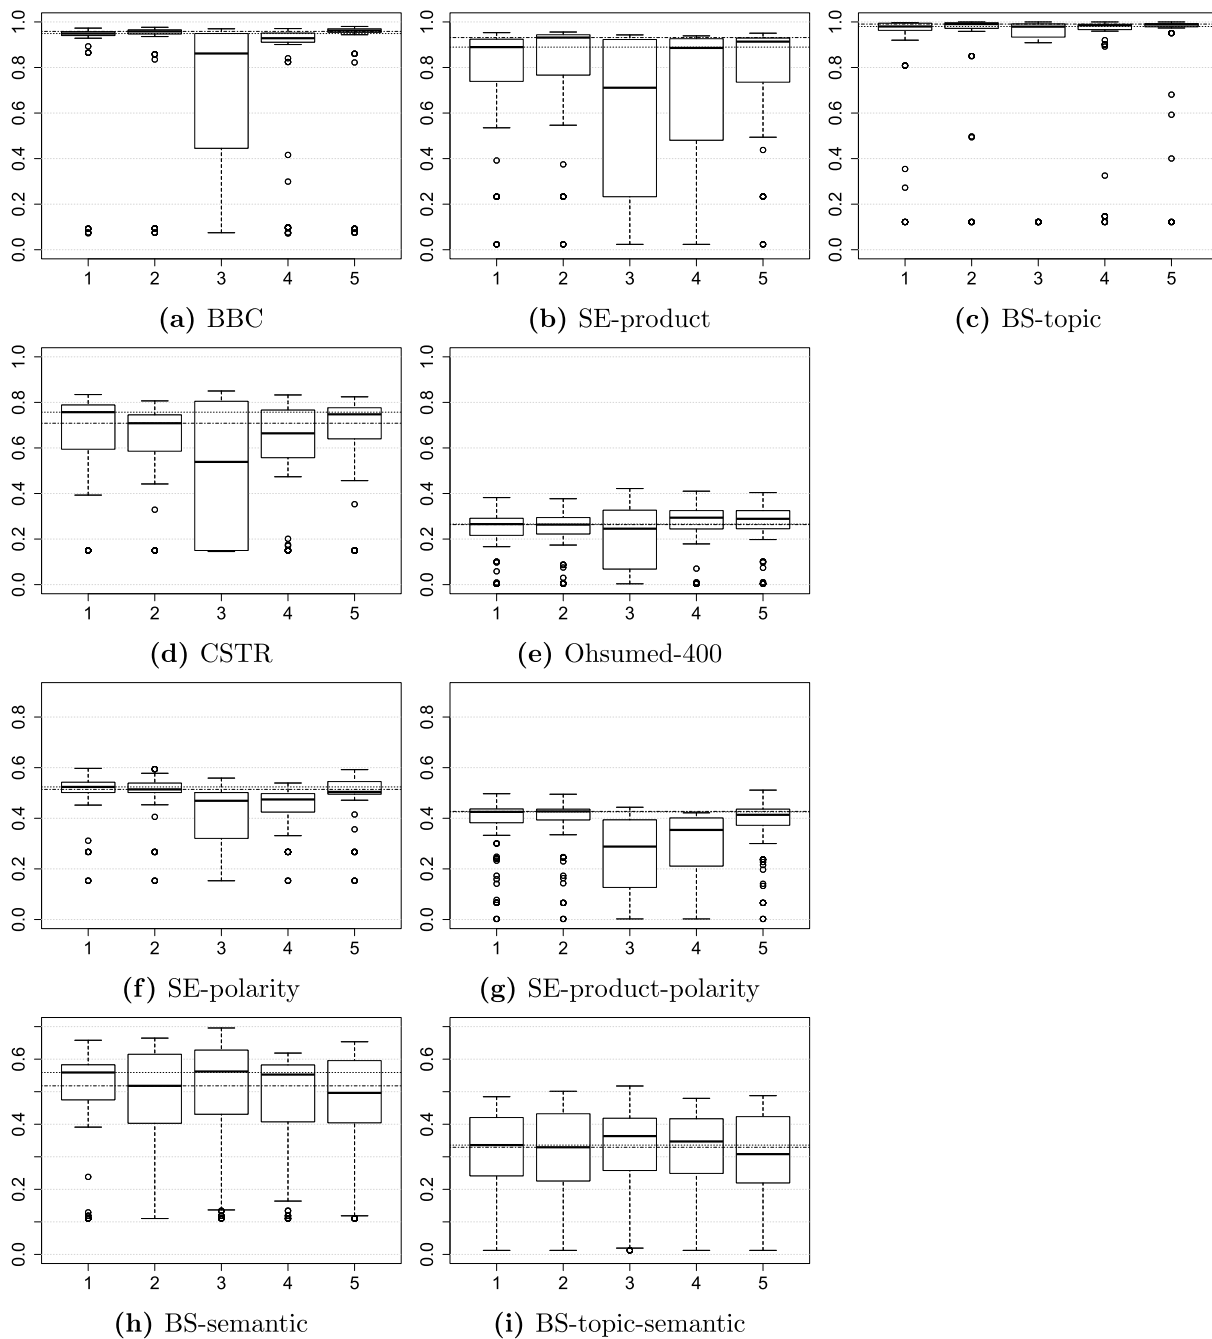 0.0 0.2 0.4 0.6 0.8 1.0
1 2 3 4 5
(a) BBC
0.0 0.2 0.4 0.6 0.8 1.0
1 2 3 4 5
(b) SE-product
0.0 0.2 0.4 0.6 0.8 1.0
1 2 3 4 5
(c) BS-topic
0.0 0.2 0.4 0.6 0.8 1.0
1 2 3 4 5
(d) CSTR
0.0 0.2 0.4 0.6 0.8 1.0
1 2 3 4 5
(e) Ohsumed-400
0.0 0.2 0.4 0.6 0.8
1 2 3 4 5
(f) SE-polarity
0.0 0.2 0.4 0.6 0.8
1 2 3 4 5
(g) SE-product-polarity
0.0 0.2 0.4 0.6
1 2 3 4 5
(h) BS-semantic
0.0 0.2 0.4 0.6
1 2 3 4 5
(i) BS-topic-semantic